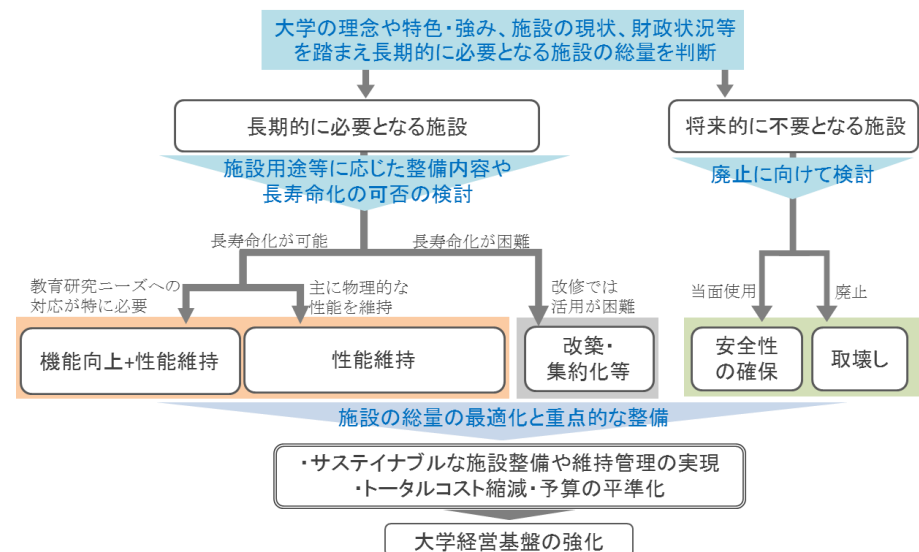 大学の理念や特色・強み、施設の現状、財政状況等
を踏まえ長期的に必要となる施設の総量を判断
長期的に必要となる施設
将来的に不要となる施設
施設用途等に応じた整備内容や
長寿命化の可否の検討
廃止に向けて検討
長寿命化が可能
長寿命化が困難
教育研究ニーズへの
対応が特に必要
主に物理的な
性能を維持
改修では
活用が困難
当面使用
廃止
機能向上+性能維持
性能維持
改築・
集約化等
安全性
の確保
取壊し
施設の総量の最適化と重点的な整備
・サステイナブルな施設整備や維持管理の実現
・トータルコスト縮減・予算の平準化
大学経営基盤の強化